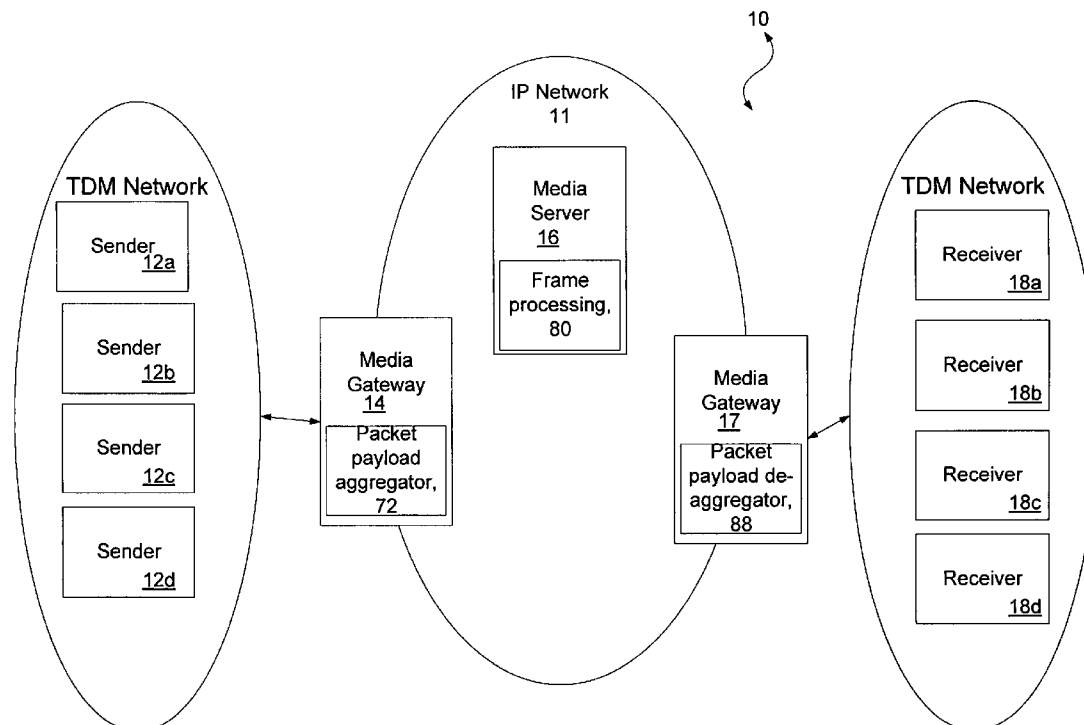 10
IP Network
11
TDM Network
Sender
12a
Sender
12b
Sender
12c
Sender
12d
Media
Gateway
14
Packet
payload
aggregator,
72
Media
Server
16
Frame
processing,
80
Media
Gateway
17
Packet
payload de-
aggregator,
88
TDM Network
Receiver
18a
Receiver
18b
Receiver
18c
Receiver
18d